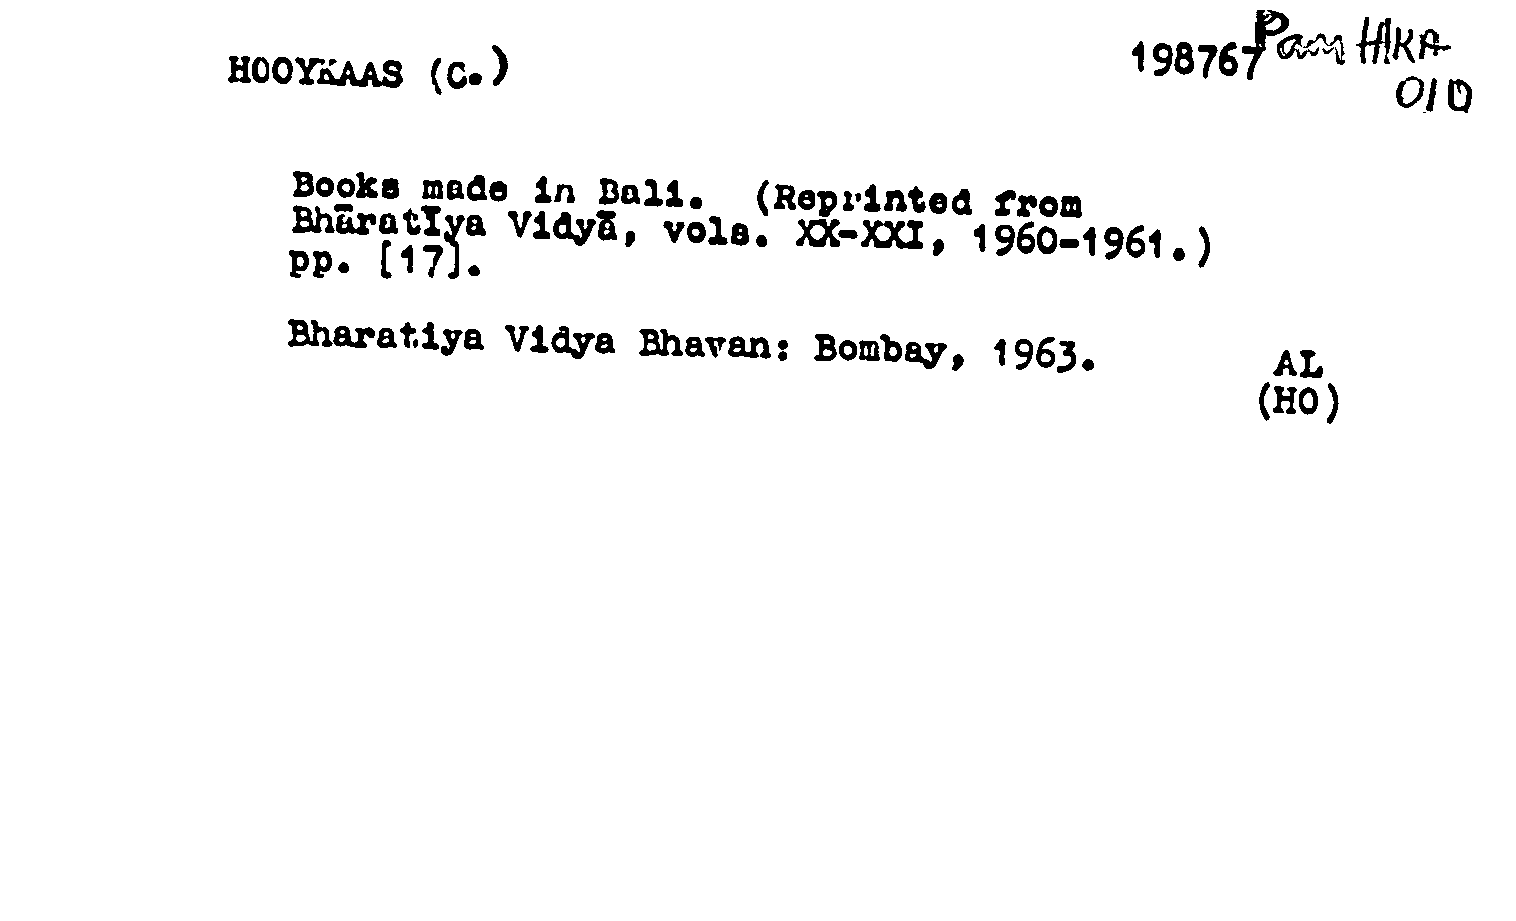 HOOYKAAS (C.)
198767 Pam HKA
010
Books made in Bali. (Reprinted from
Bhāratīya Vidyā, vols. XX-XXI, 1960-1961.)
pp. [17].
Bharatiya Vidya Bhavan: Bombay, 1963.
AL
(HO)